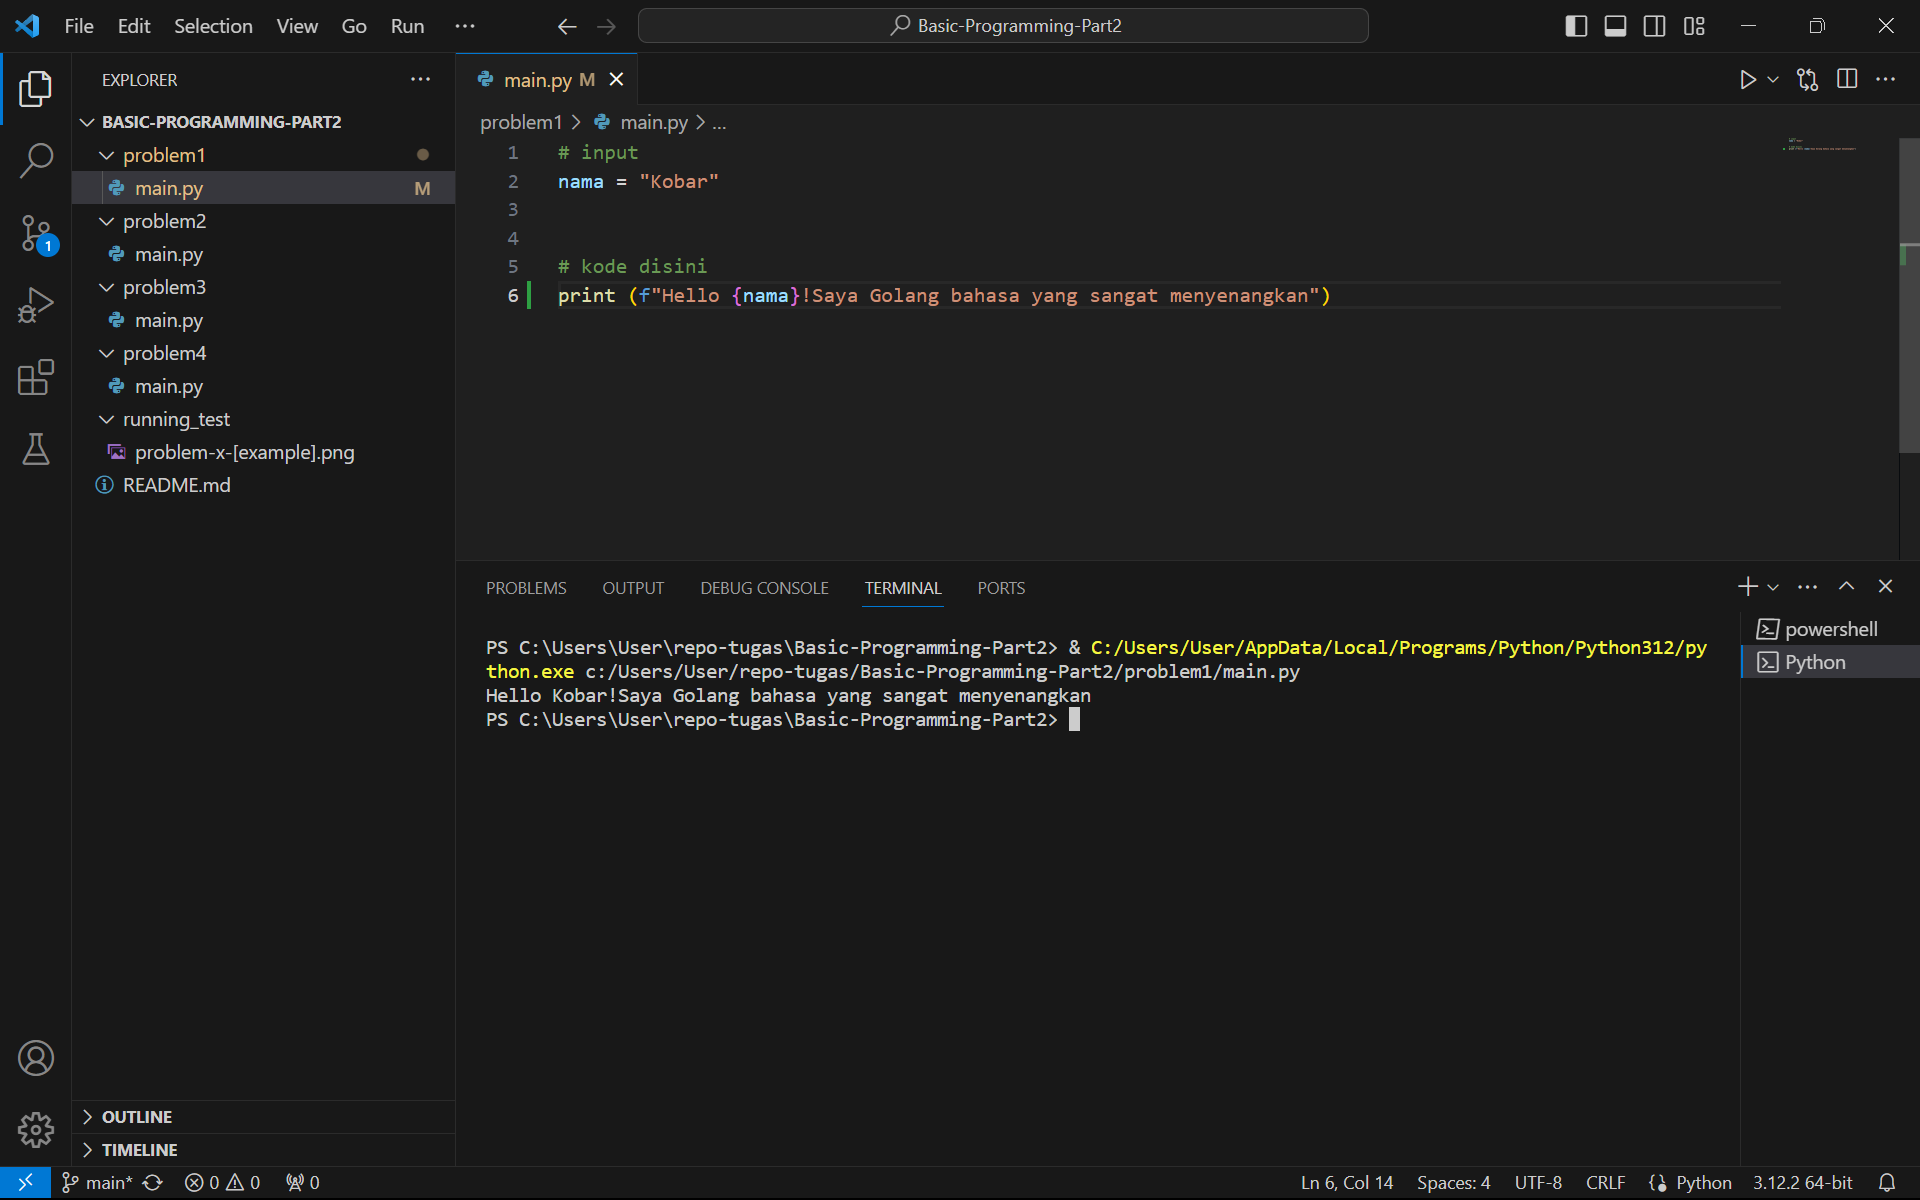 File Edit Selection View Go Run ···
Basic-Programming-Part2
EXPLORER
BASIC-PROGRAMMING-PART2
problem1
main.py M
problem2
main.py
problem3
main.py
problem4
main.py
running_test
problem-x-[example].png
README.md
OUTLINE
TIMELINE
1
main.py M
problem1 > main.py > ...
1 # input
2 nama = "Kobar"
3
4
5 # kode disini
6 print (f"Hello {nama}!Saya Golang bahasa yang sangat menyenangkan")
PROBLEMS OUTPUT DEBUG CONSOLE TERMINAL PORTS
PS C:\Users\User\repo-tugas\Basic-Programming-Part2> & C:/Users/User/AppData/Local/Programs/Python/Python312/py
thon.exe c:/Users/User/repo-tugas/Basic-Programming-Part2/problem1/main.py
Hello Kobar!Saya Golang bahasa yang sangat menyenangkan
PS C:\Users\User\repo-tugas\Basic-Programming-Part2>
powershell
Python
main* 0 0 0 Ln 6, Col 14 Spaces: 4 UTF-8 CRLF Python 3.12.2 64-bit